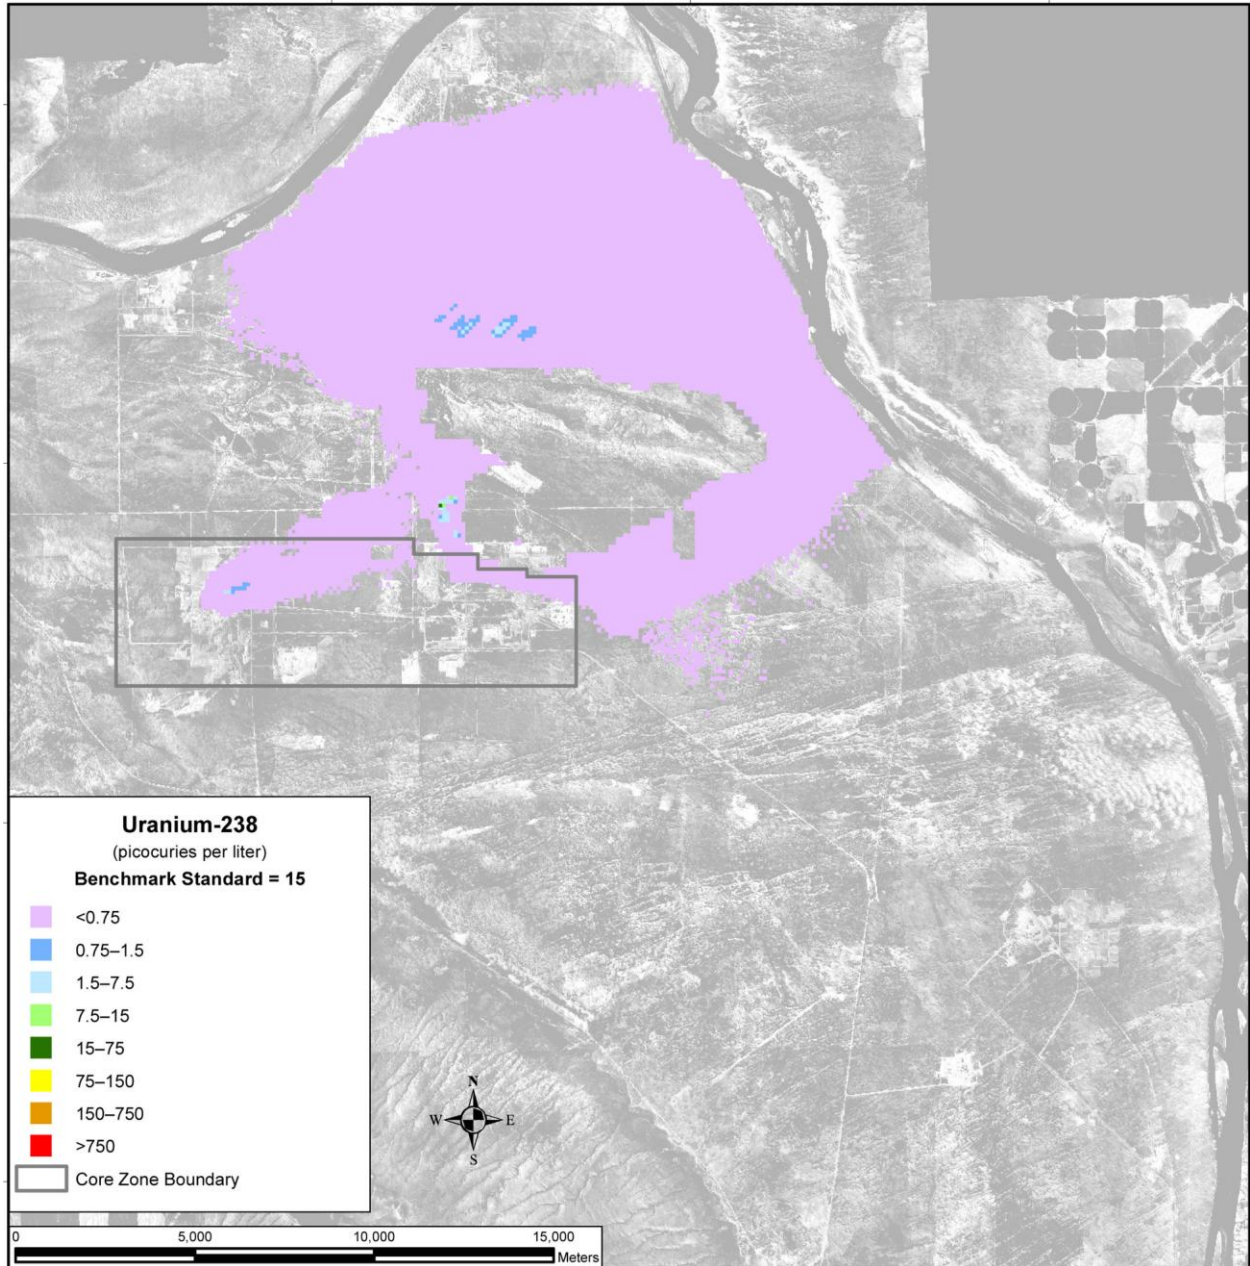 Uranium-238
(picocuries per liter)
Benchmark Standard = 15
<0.75
0.75–1.5
1.5–7.5
7.5–15
15–75
75–150
150–750
>750
Core Zone Boundary
N
W E
S
0 5,000 10,000 15,000
Meters